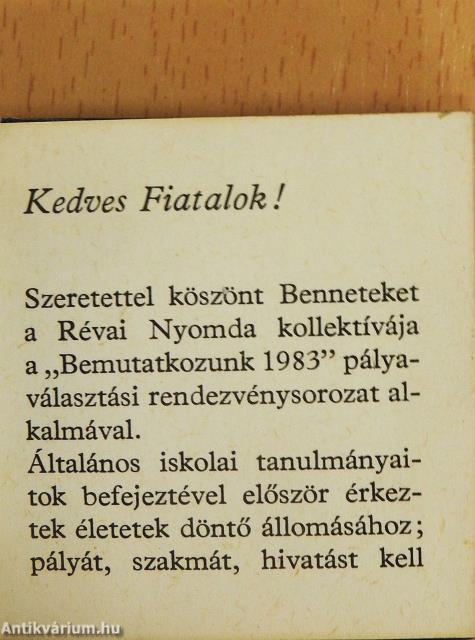 Kedves Fiatalok!
Szeretettel köszönt Benneteket
a Révai Nyomda kollektívája
a „Bemutatkozunk 1983” pálya-
választási rendezvénysorozat al-
kalmával.
Általános iskolai tanulmányai-
tok befejeztével először érkez-
tek életetek döntő állomásához;
pályát, szakmát, hivatást kell
Antikvárium.hu